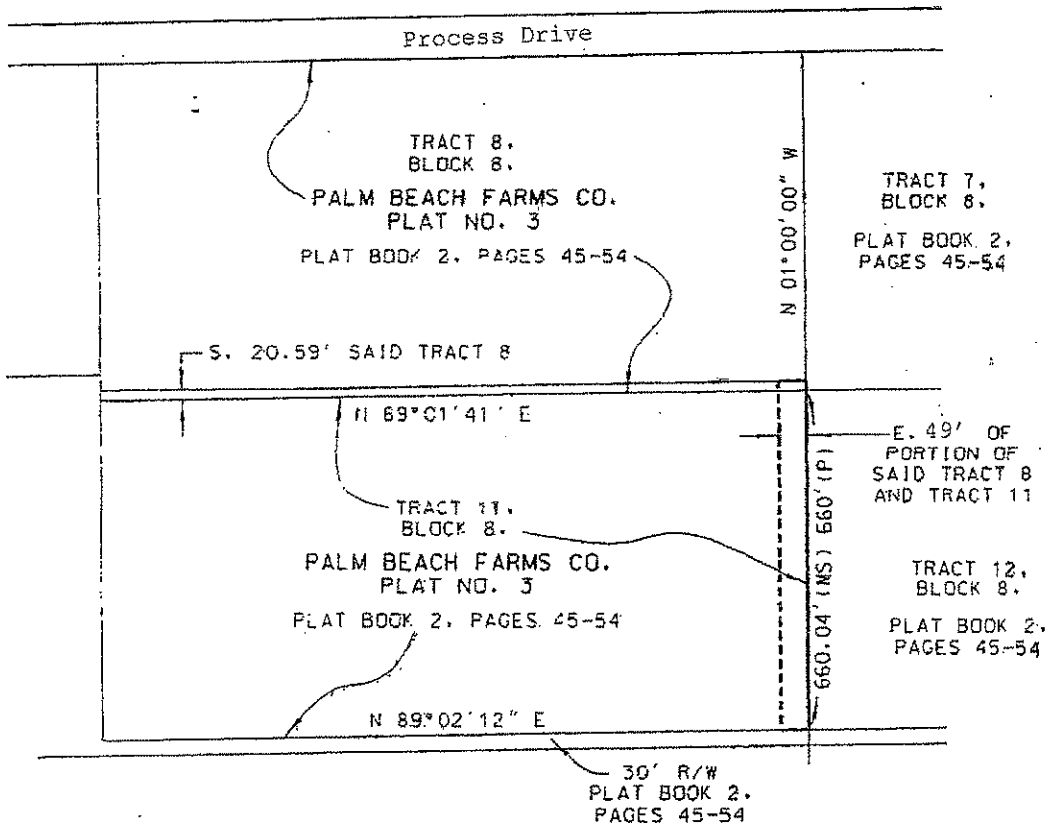 Process Drive
TRACT 8,
BLOCK 8.
PALM BEACH FARMS CO.
PLAT NO. 3
PLAT BOOK 2, PAGES 45-54
N 01°00'00" W
TRACT 7,
BLOCK 8.
PLAT BOOK 2,
PAGES 45-54
S. 20.59' SAID TRACT 8
N 69°01'41' E
E. 49' OF
PORTION OF
SAID TRACT 8
AND TRACT 11
TRACT 11,
BLOCK 8.
PALM BEACH FARMS CO.
PLAT NO. 3
PLAT BOOK 2, PAGES 45-54
660.04' (MS) 660' (P)
TRACT 12,
BLOCK 8.
PLAT BOOK 2,
PAGES 45-54
N 89°02'12" E
30' R/W
PLAT BOOK 2,
PAGES 45-54